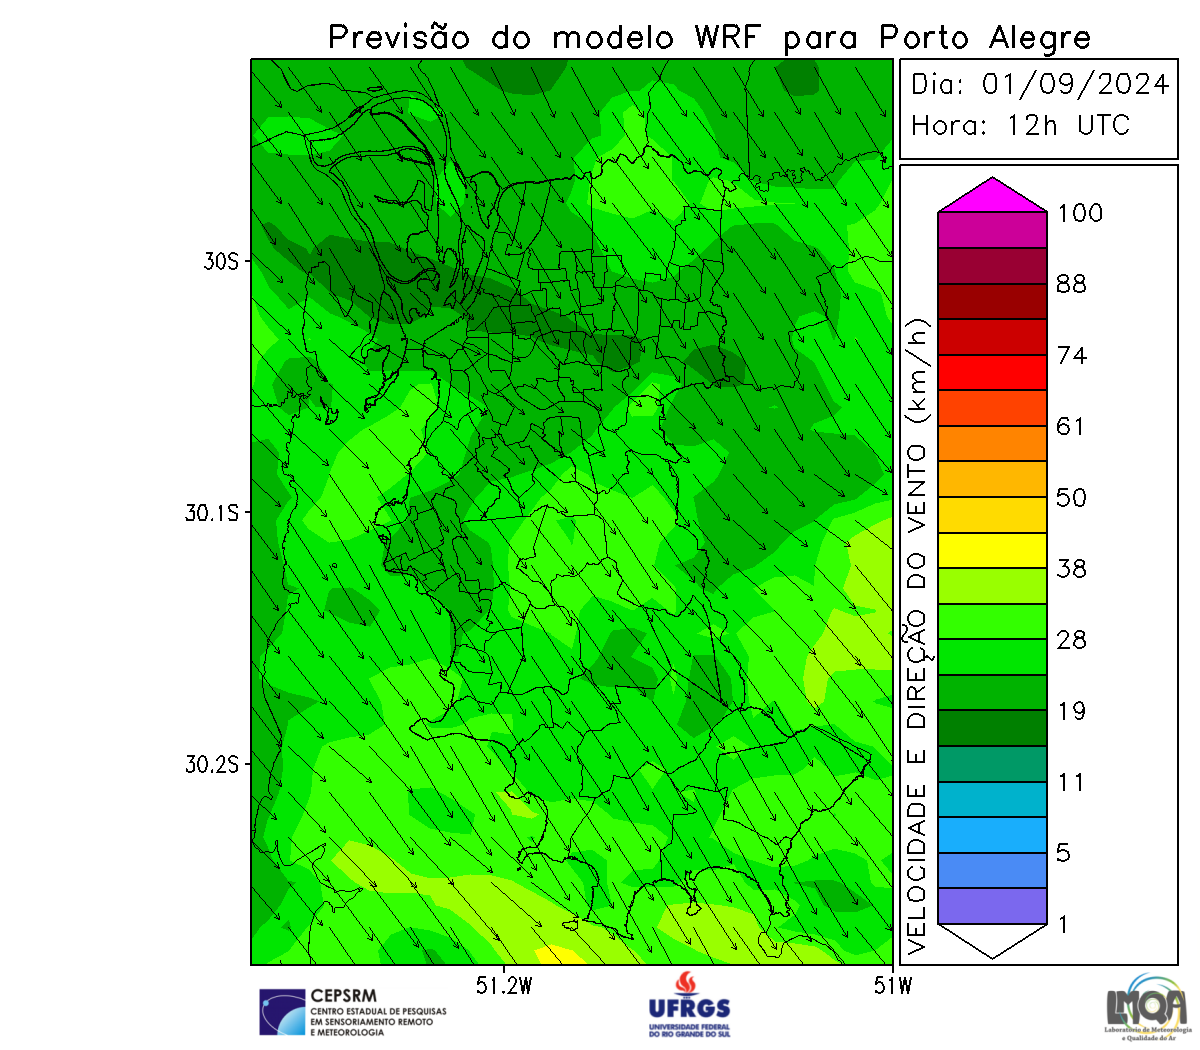 Previsão do modelo WRF para Porto Alegre
Dia: 01/09/2024
Hora: 12h UTC
30S
30.1S
30.2S
51.2W
51W
VELOCIDADE E DIREÇÃO DO VENTO (km/h)
100
88
74
61
50
38
28
19
11
5
1
CEPSRM
CENTRO ESTADUAL DE PESQUISAS
EM SENSORIAMENTO REMOTO
E METEOROLOGIA
UFRGS
UNIVERSIDADE FEDERAL
DO RIO GRANDE DO SUL
LMQA
Laboratório de Meteorologia
e Qualidade do Ar